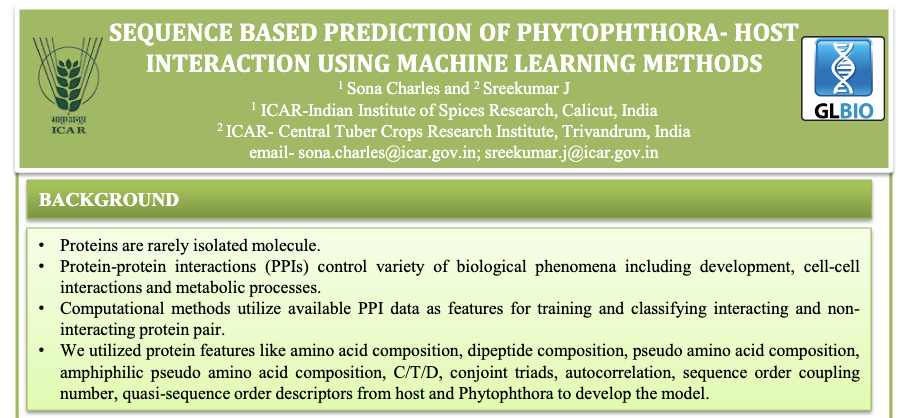 SEQUENCE BASED PREDICTION OF PHYTOPHTHORA- HOST
INTERACTION USING MACHINE LEARNING METHODS
1 Sona Charles and 2 Sreekumar J
1 ICAR-Indian Institute of Spices Research, Calicut, India
2 ICAR- Central Tuber Crops Research Institute, Trivandrum, India
email- sona.charles@icar.gov.in; sreekumar.j@icar.gov.in
भाकृअनुप
ICAR
GLBIO
BACKGROUND
• Proteins are rarely isolated molecule.
• Protein-protein interactions (PPIs) control variety of biological phenomena including development, cell-cell
interactions and metabolic processes.
• Computational methods utilize available PPI data as features for training and classifying interacting and non-
interacting protein pair.
• We utilized protein features like amino acid composition, dipeptide composition, pseudo amino acid composition,
amphiphilic pseudo amino acid composition, C/T/D, conjoint triads, autocorrelation, sequence order coupling
number, quasi-sequence order descriptors from host and Phytophthora to develop the model.